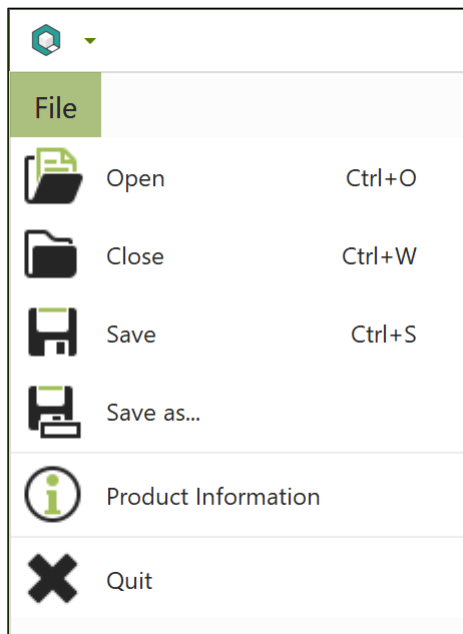 File
Open Ctrl+O
Close Ctrl+W
Save Ctrl+S
Save as...
Product Information
Quit